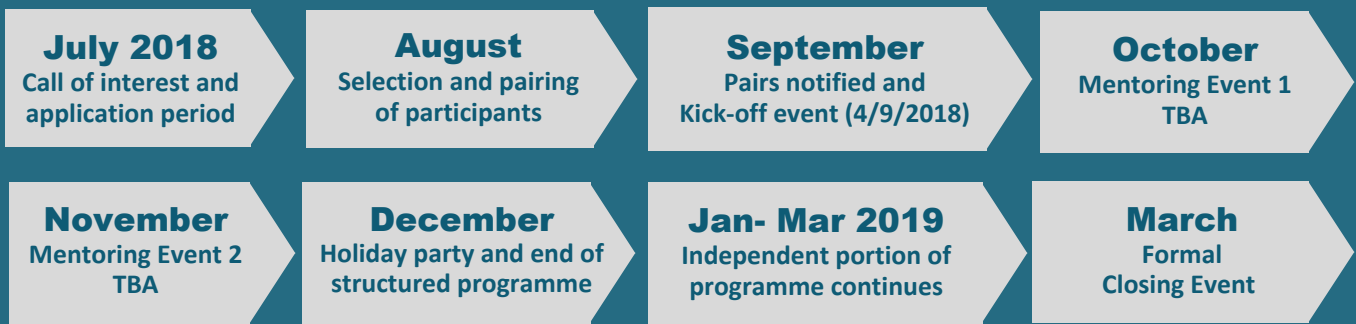 July 2018
Call of interest and
application period
August
Selection and pairing
of participants
September
Pairs notified and
Kick-off event (4/9/2018)
October
Mentoring Event 1
TBA
November
Mentoring Event 2
TBA
December
Holiday party and end of
structured programme
Jan- Mar 2019
Independent portion of
programme continues
March
Formal
Closing Event